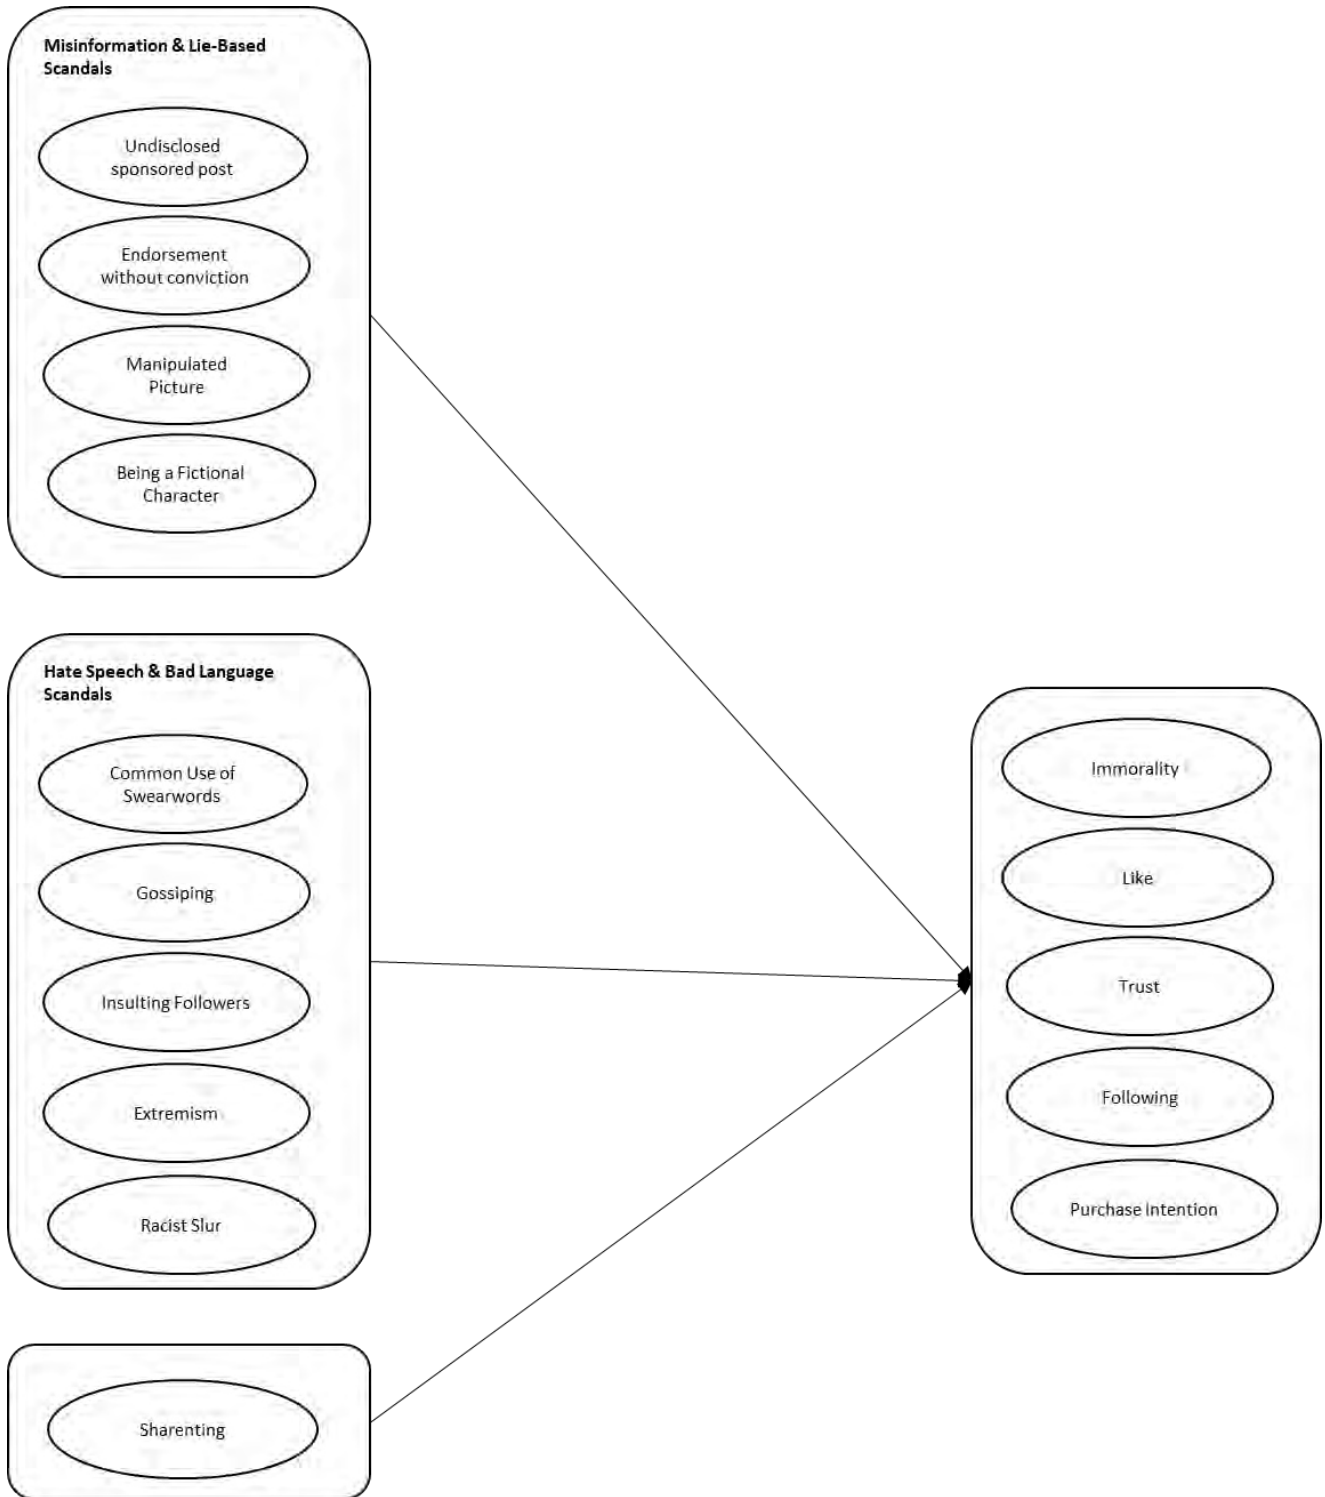 Misinformation & Lie-Based
Scandals
Undisclosed
sponsored post
Endorsement
without conviction
Manipulated
Picture
Being a Fictional
Character
Hate Speech & Bad Language
Scandals
Common Use of
Swearwords
Gossiping
Insulting Followers
Extremism
Racist Slur
Sharenting
Immorality
Like
Trust
Following
Purchase Intention